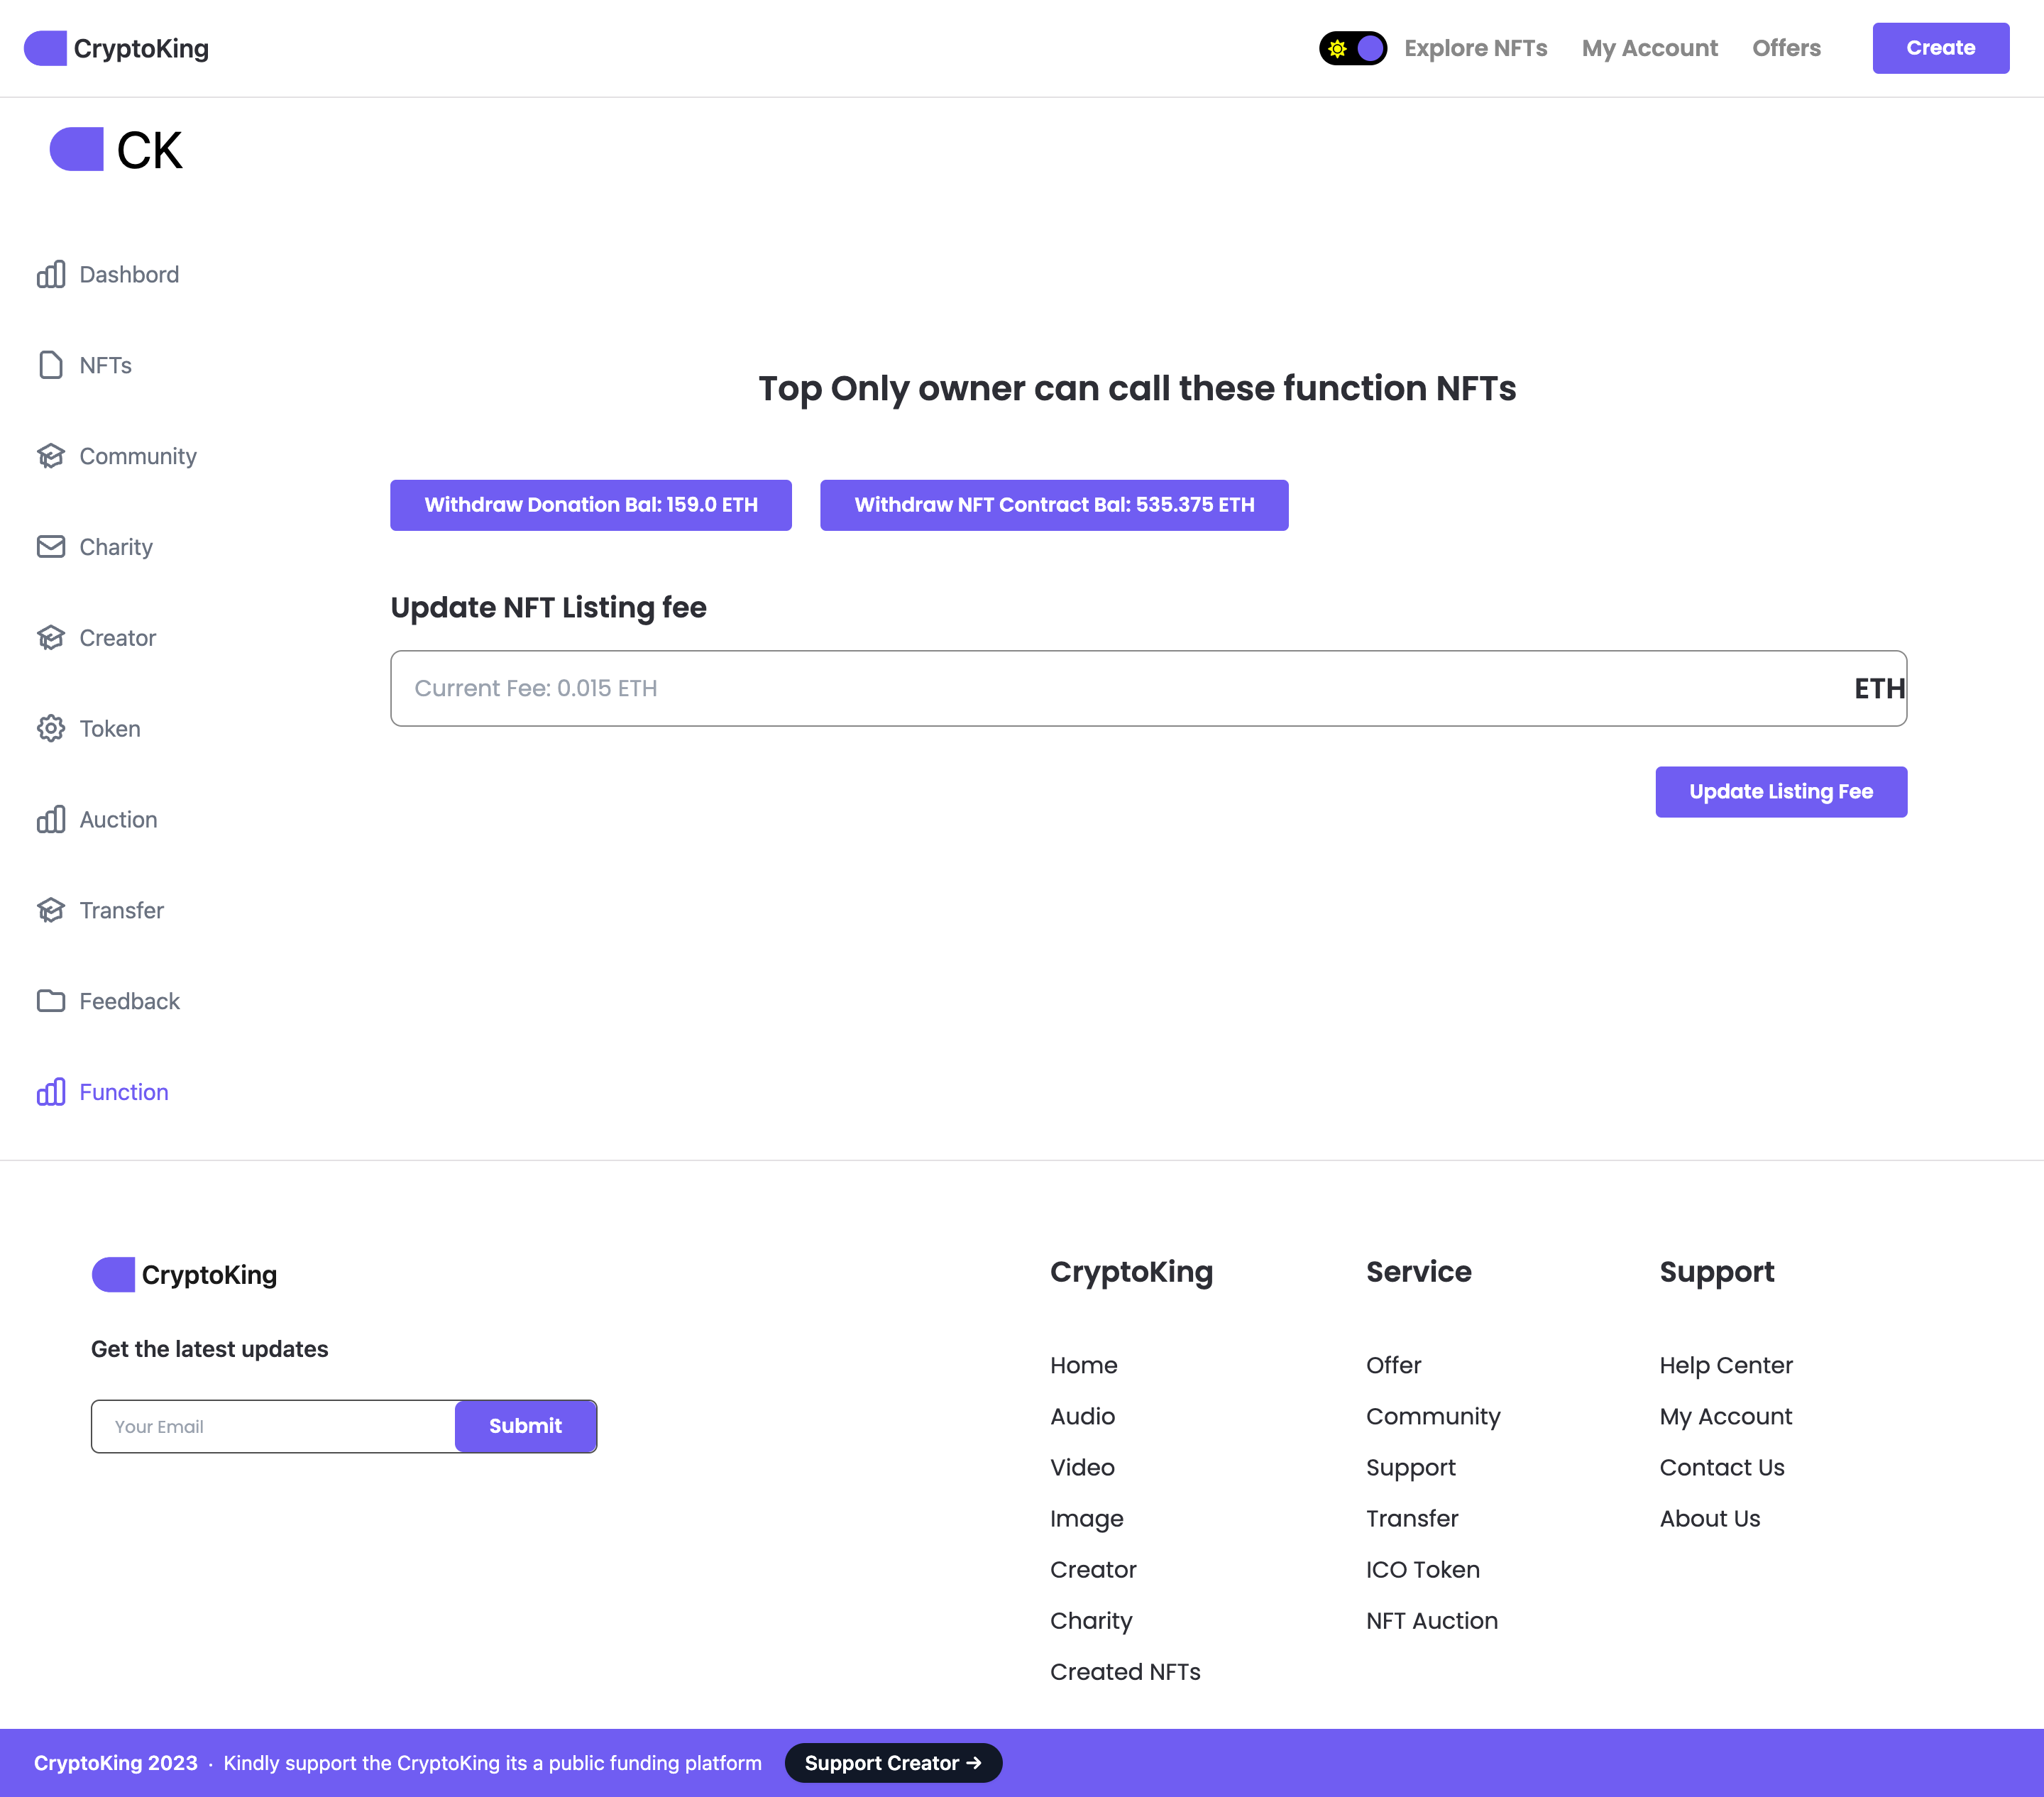 CryptoKing
Explore NFTs
My Account
Offers
Create
CK
Dashbord
NFTs
Community
Charity
Creator
Token
Auction
Transfer
Feedback
Function
Top Only owner can call these function NFTs
Withdraw Donation Bal: 159.0 ETH
Withdraw NFT Contract Bal: 535.375 ETH
Update NFT Listing fee
Current Fee: 0.015 ETH
ETH
Update Listing Fee
CryptoKing
Get the latest updates
Your Email
Submit
CryptoKing
Home
Audio
Video
Image
Creator
Charity
Created NFTs
Service
Offer
Community
Support
Transfer
ICO Token
NFT Auction
Support
Help Center
My Account
Contact Us
About Us
CryptoKing 2023 · Kindly support the CryptoKing its a public funding platform
Support Creator →